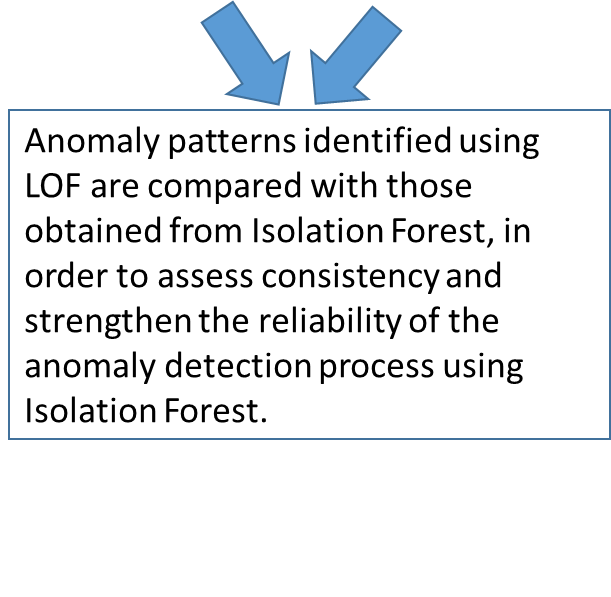 Anomaly patterns identified using
LOF are compared with those
obtained from Isolation Forest, in
order to assess consistency and
strengthen the reliability of the
anomaly detection process using
Isolation Forest.